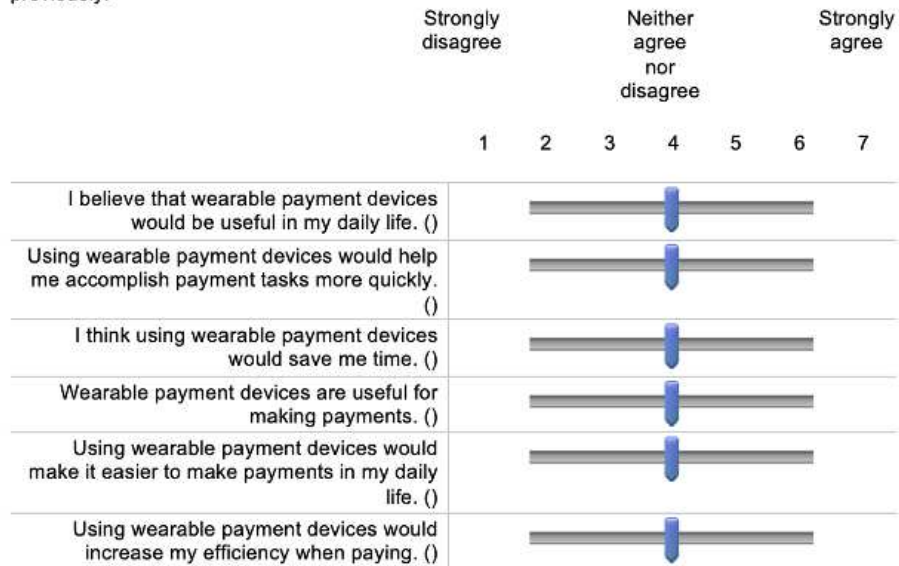 Strongly disagree
Neither agree nor disagree
Strongly agree
1 2 3 4 5 6 7
I believe that wearable payment devices
would be useful in my daily life. ()
Using wearable payment devices would help
me accomplish payment tasks more quickly.
()
I think using wearable payment devices
would save me time. ()
Wearable payment devices are useful for
making payments. ()
Using wearable payment devices would
make it easier to make payments in my daily
life. ()
Using wearable payment devices would
increase my efficiency when paying. ()